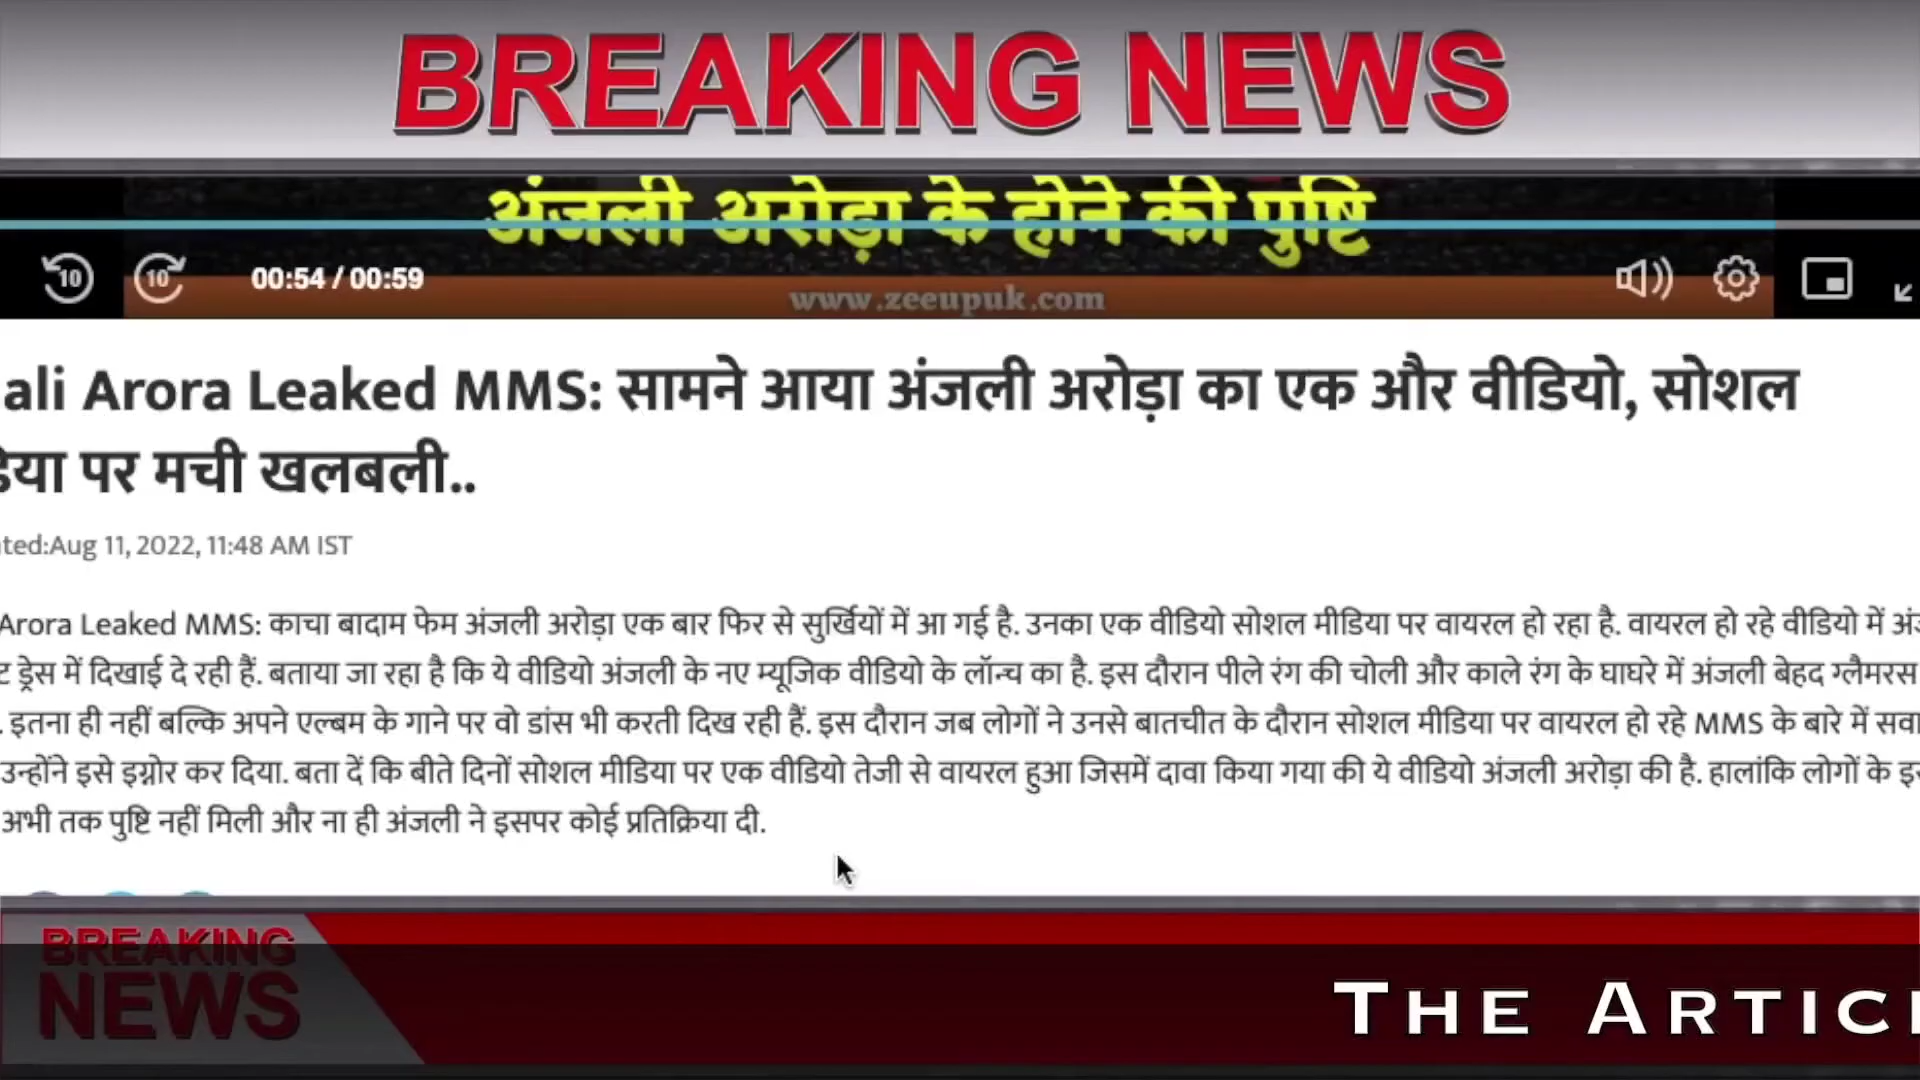 BREAKING NEWS
अंजली अरोड़ा के होने की पुष्टि
10 10 00:54 / 00:59
www.zeeupuk.com
ali Arora Leaked MMS: सामने आया अंजली अरोड़ा का एक और वीडियो, सोशल
डिया पर मची खलबली..
ted:Aug 11, 2022, 11:48 AM IST
Arora Leaked MMS: काचा बादाम फेम अंजली अरोड़ा एक बार फिर से सुर्खियों में आ गई है. उनका एक वीडियो सोशल मीडिया पर वायरल हो रहा है. वायरल हो रहे वीडियो में अं
ट ड्रेस में दिखाई दे रही हैं. बताया जा रहा है कि ये वीडियो अंजली के नए म्यूजिक वीडियो के लॉन्च का है. इस दौरान पीले रंग की चोली और काले रंग के घाघरे में अंजली बेहद ग्लैमरस
. इतना ही नहीं बल्कि अपने एल्बम के गाने पर वो डांस भी करती दिख रही हैं. इस दौरान जब लोगों ने उनसे बातचीत के दौरान सोशल मीडिया पर वायरल हो रहे MMS के बारे में सवा
उन्होंने इसे इग्नोर कर दिया. बता दें कि बीते दिनों सोशल मीडिया पर एक वीडियो तेजी से वायरल हुआ जिसमें दावा किया गया की ये वीडियो अंजली अरोड़ा की है. हालांकि लोगों के इ
अभी तक पुष्टि नहीं मिली और ना ही अंजली ने इसपर कोई प्रतिक्रिया दी.
BREAKING
NEWS
THE ARTIC